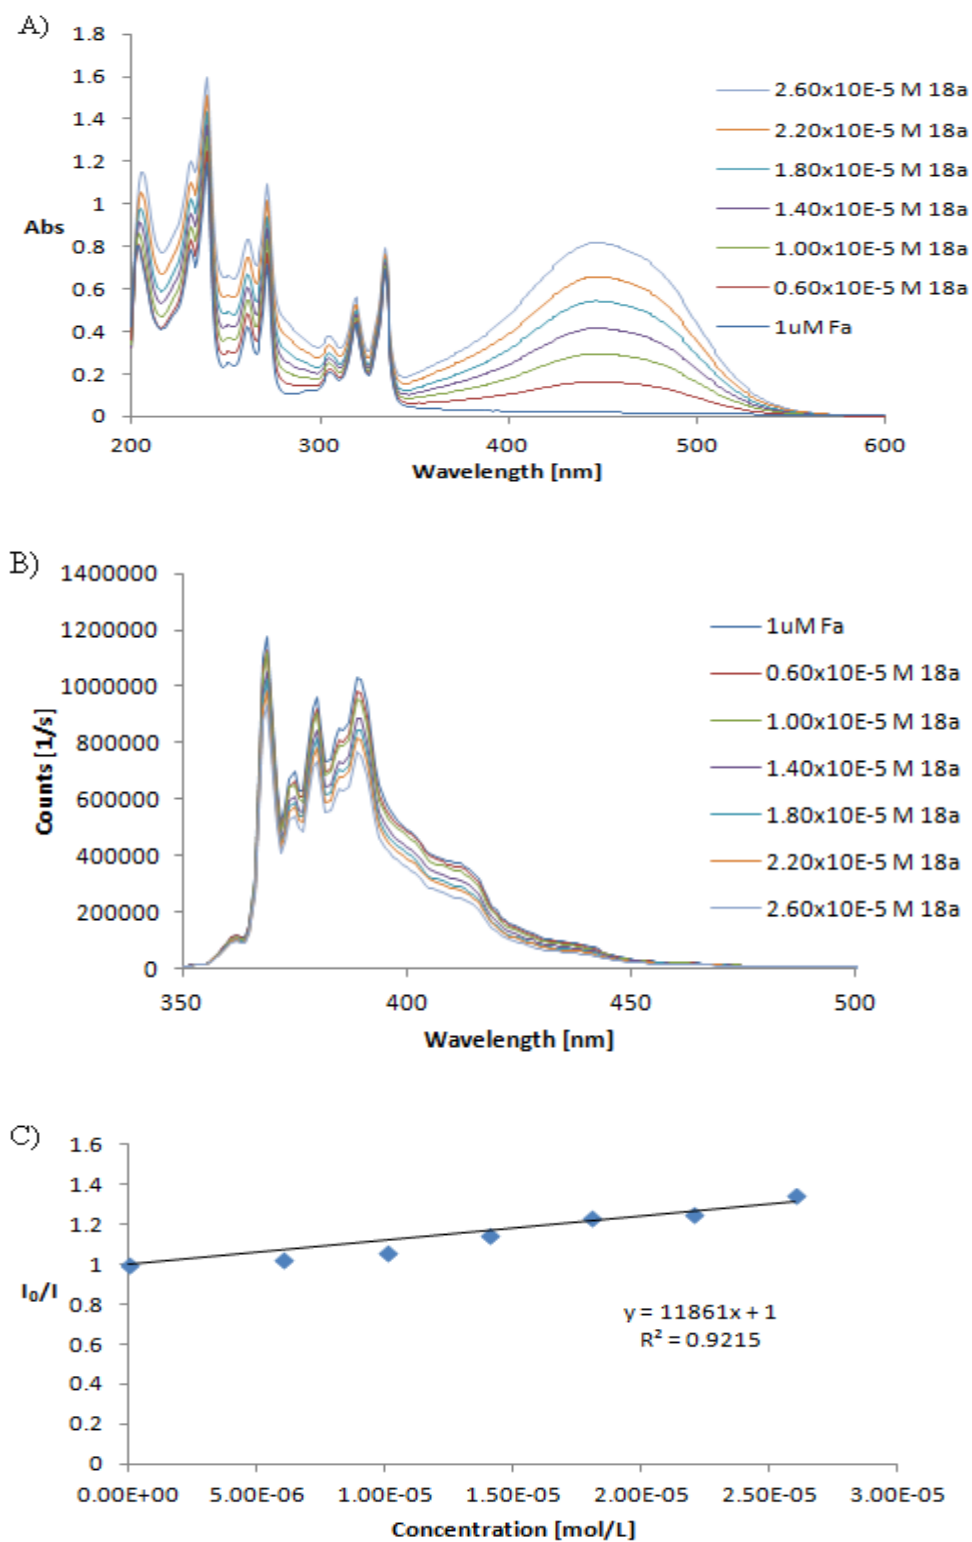 A)
1.8
1.6
1.4
1.2
1
0.8
0.6
0.4
0.2
0
Abs
200 300 400 500 600
Wavelength [nm]
2.60x10E-5 M 18a
2.20x10E-5 M 18a
1.80x10E-5 M 18a
1.40x10E-5 M 18a
1.00x10E-5 M 18a
0.60x10E-5 M 18a
1uM Fa
B)
1400000
1200000
1000000
800000
600000
400000
200000
0
Counts [1/s]
350 400 450 500
Wavelength [nm]
1uM Fa
0.60x10E-5 M 18a
1.00x10E-5 M 18a
1.40x10E-5 M 18a
1.80x10E-5 M 18a
2.20x10E-5 M 18a
2.60x10E-5 M 18a
C)
1.6
1.4
1.2
1
0.8
0.6
0.4
0.2
0
I₀/I
y = 11861x + 1
R² = 0.9215
0.00E+00 5.00E-06 1.00E-05 1.50E-05 2.00E-05 2.50E-05 3.00E-05
Concentration [mol/L]